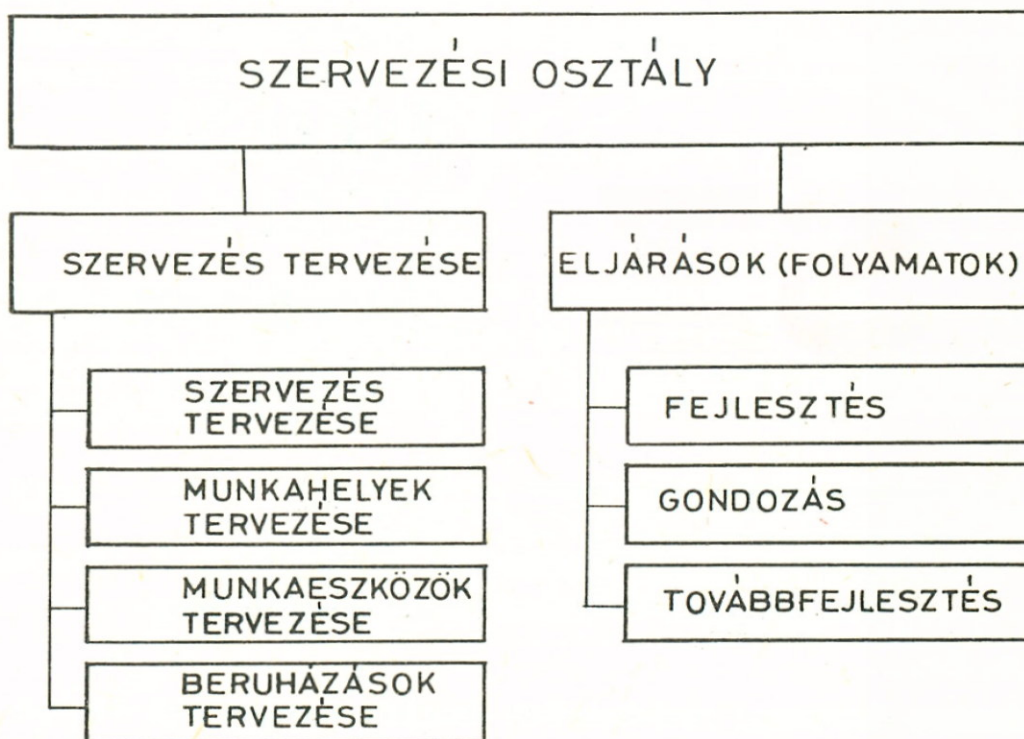 SZERVEZÉSI OSZTÁLY
SZERVEZÉS TERVEZÉSE
SZERVEZÉS
TERVEZÉSE
MUNKAHELYEK
TERVEZÉSE
MUNKAESZKÖZÖK
TERVEZÉSE
BERUHÁZÁSOK
TERVEZÉSE
ELJÁRÁSOK (FOLYAMATOK)
FEJLESZTÉS
GONDOZÁS
TOVÁBBFEJLESZTÉS